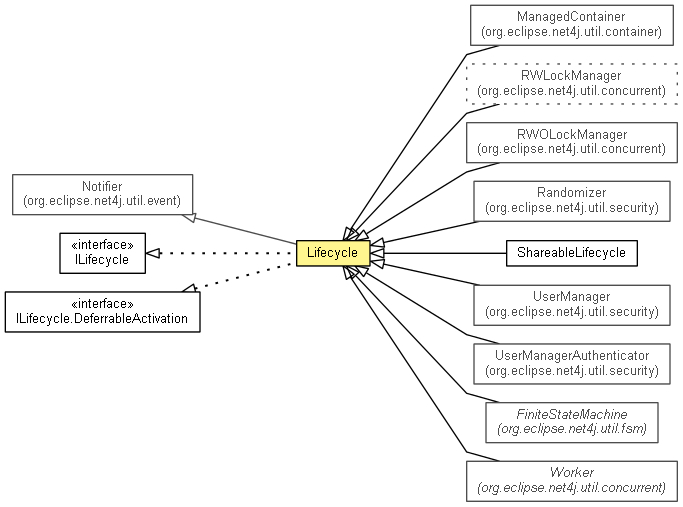 ManagedContainer
(org.eclipse.net4j.util.container)
RWLockManager
(org.eclipse.net4j.util.concurrent)
RWOLockManager
(org.eclipse.net4j.util.concurrent)
Notifier
(org.eclipse.net4j.util.event)
Randomizer
(org.eclipse.net4j.util.security)
«interface»
ILifecycle
Lifecycle
ShareableLifecycle
«interface»
ILifecycle.DeferrableActivation
UserManager
(org.eclipse.net4j.util.security)
UserManagerAuthenticator
(org.eclipse.net4j.util.security)
FiniteStateMachine
(org.eclipse.net4j.util.fsm)
Worker
(org.eclipse.net4j.util.concurrent)